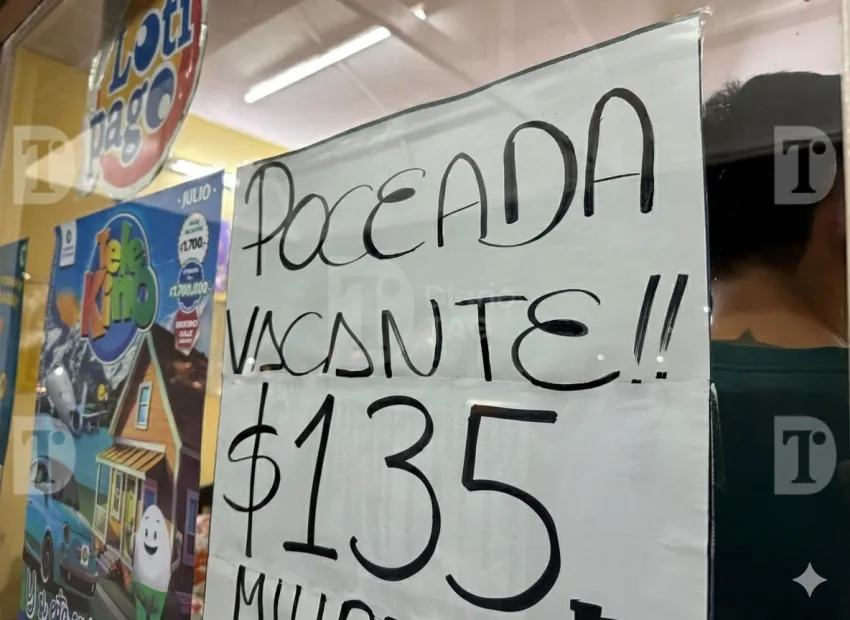 Loti
pago
· JULIO ·
Tele
Kino
POCEADA
VACANTE!!
$135